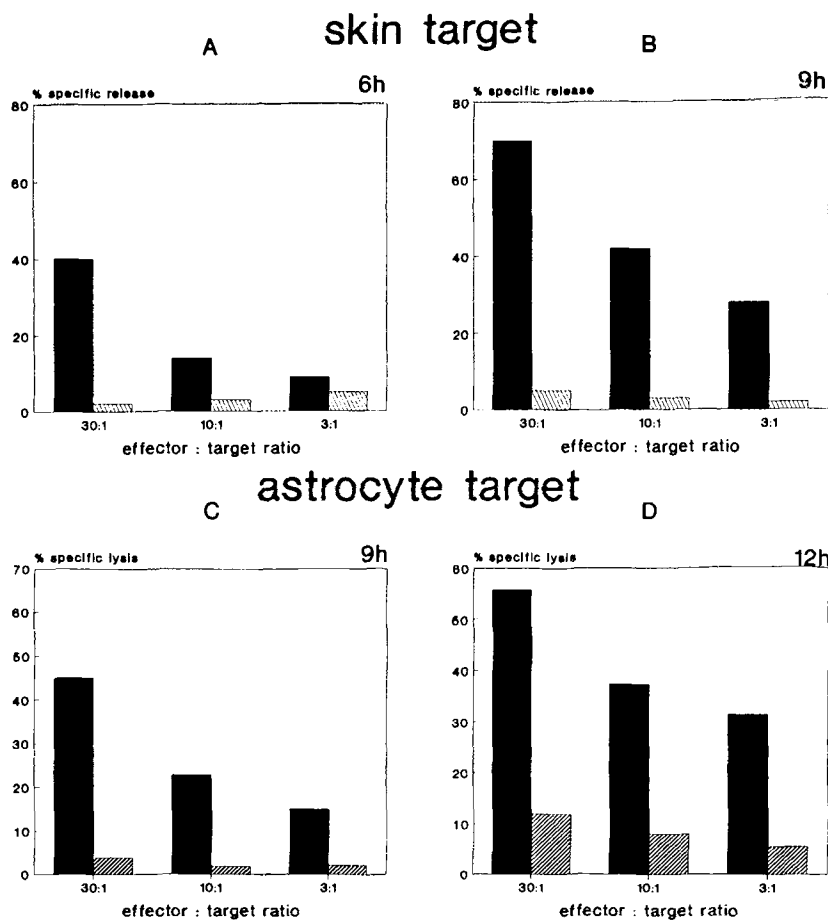 skin target
A
B
% specific release
6h
80
60
40
20
0
30:1
10:1
3:1
effector : target ratio
% specific release
9h
80
60
40
20
0
30:1
10:1
3:1
effector : target ratio
astrocyte target
C
D
% specific lysis
9h
70
60
50
40
30
20
10
0
30:1
10:1
3:1
effector : target ratio
% specific lysis
12h
60
50
40
30
20
10
0
30:1
10:1
3:1
effector : target ratio